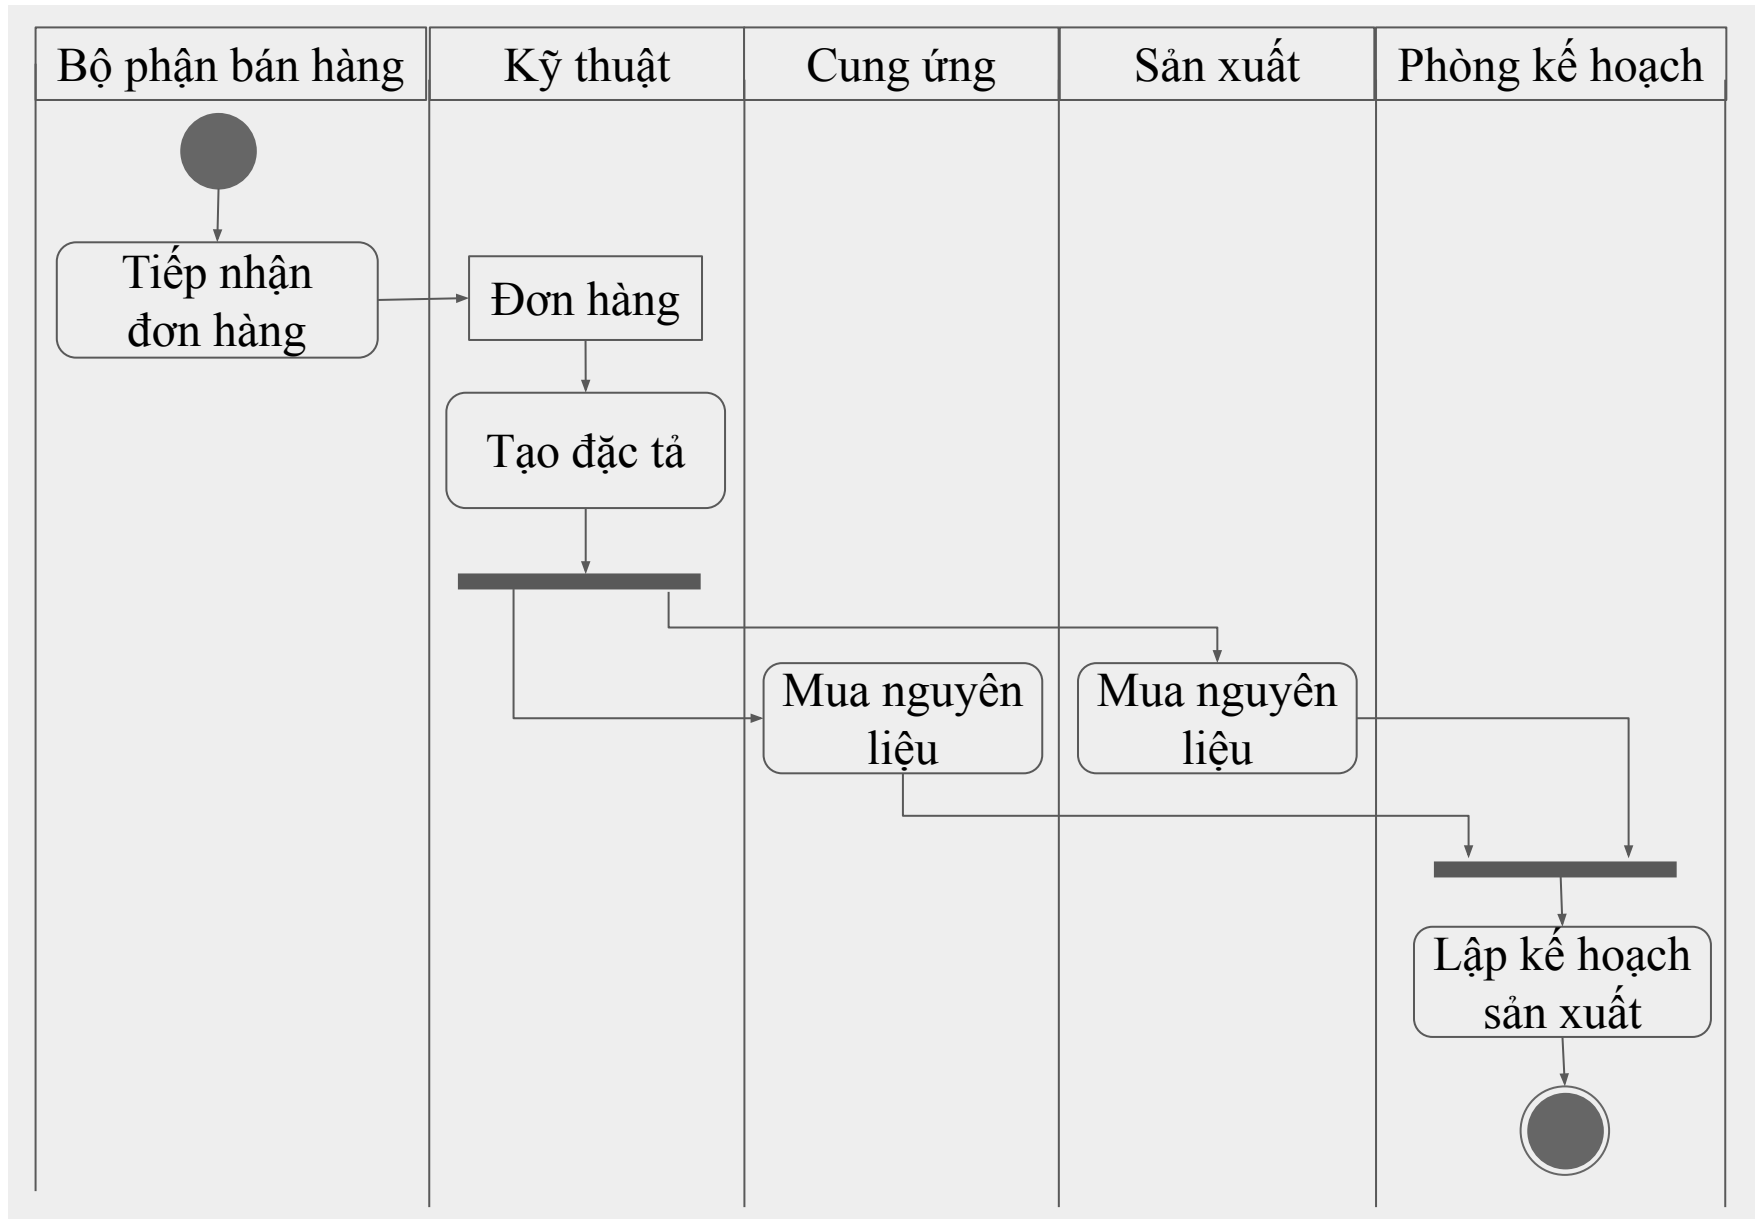 Bộ phận bán hàng
Kỹ thuật
Cung ứng
Sản xuất
Phòng kế hoạch
Tiếp nhận
đơn hàng
Đơn hàng
Tạo đặc tả
Mua nguyên
liệu
Mua nguyên
liệu
Lập kế hoạch
sản xuất